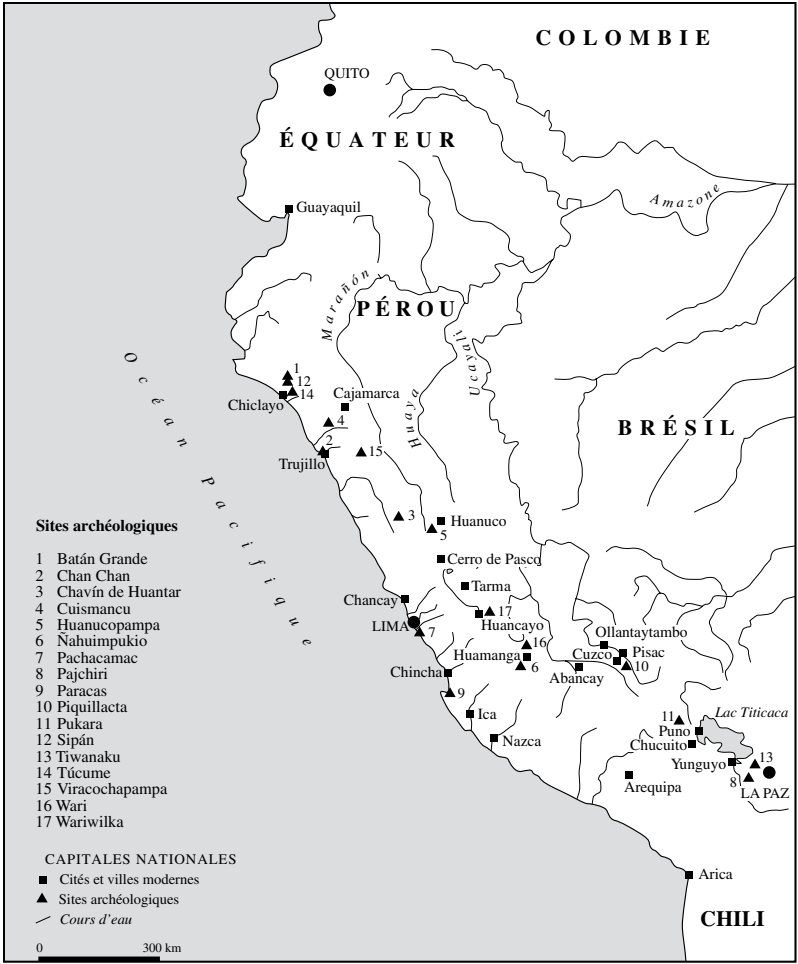 COLOMBIE
QUITO
ÉQUATEUR
Guayaquil
Amazone
Marañón
PÉROU
Ucayali
Huaya
Océan Pacifique
1
12
14
Chiclayo
Cajamarca
4
2
15
Trujillo
BRÉSIL
3
Huanuco
5
Cerro de Pasco
Tarma
Chancay
17
Huancayo
LIMA
7
Ollantaytambo
16
Huamanga
Cuzco
Pisac
6
10
Chincha
Abancay
9
Ica
Nazca
11
Lac Titicaca
Puno
Chucuito
Yunguyo
13
8
LA PAZ
Arequipa
Arica
CHILI
Sites archéologiques
1 Batán Grande
2 Chan Chan
3 Chavín de Huantar
4 Cuismancu
5 Huanucopampa
6 Ñahuimpukio
7 Pachacamac
8 Pajchiri
9 Paracas
10 Piquillacta
11 Pukara
12 Sipán
13 Tiwanaku
14 Túcume
15 Viracochapampa
16 Wari
17 Wariwilka
CAPITALES NATIONALES
Cités et villes modernes
Sites archéologiques
Cours d'eau
0 300 km